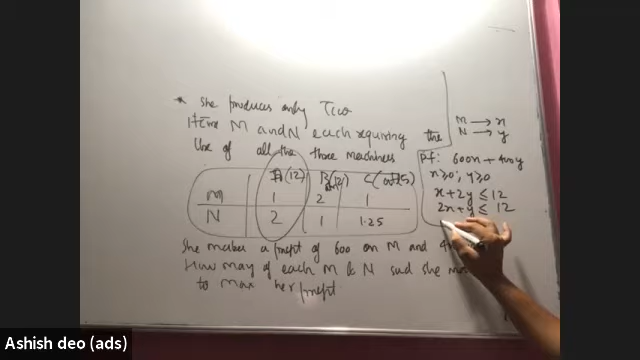 * She produces only Two
items M and N each requiring the
use of all the three machines
A(12) B(12) C(at 5)
M 1 2 1
N 2 1 1.25
She makes a profit of 600 on M and 4
How many of each M & N she
to max her profit
M → x
N → y
Pf: 600x + 400y
x≥0; y≥0
x+2y ≤ 12
2x+y ≤ 12
Ashish deo (ads)